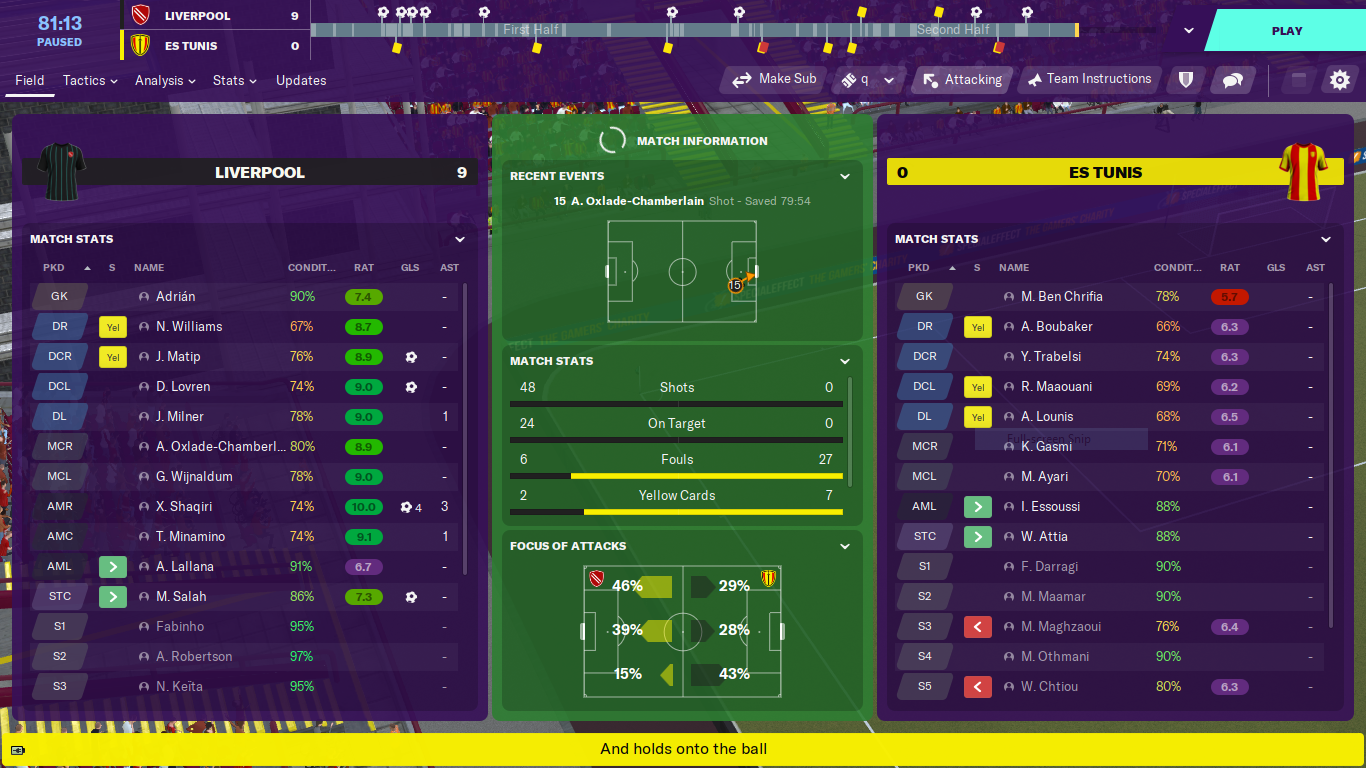 81:13
PAUSED
LIVERPOOL 9
ES TUNIS 0
First Half
Second Half
PLAY
Field Tactics Analysis Stats Updates
Make Sub q Attacking Team Instructions
LIVERPOOL 9
MATCH STATS
PKD S NAME CONDIT... RAT GLS AST
GK Adrián 90% 7.4 -
DR Yel N. Williams 67% 8.7 -
DCR Yel J. Matip 76% 8.9 -
DCL D. Lovren 74% 9.0 -
DL J. Milner 78% 9.0 1
MCR A. Oxlade-Chamberl... 80% 8.9 -
MCL G. Wijnaldum 78% 9.0 -
AMR X. Shaqiri 74% 10.0 4 3
AMC T. Minamino 74% 9.1 1
AML A. Lallana 91% 6.7 -
STC M. Salah 86% 7.3 -
S1 Fabinho 95% -
S2 A. Robertson 97% -
S3 N. Keïta 95% -
MATCH INFORMATION
RECENT EVENTS
15 A. Oxlade-Chamberlain Shot - Saved 79:54
15
MATCH STATS
48 Shots 0
24 On Target 0
6 Fouls 27
2 Yellow Cards 7
FOCUS OF ATTACKS
46% 29%
39% 28%
15% 43%
0 ES TUNIS
MATCH STATS
PKD S NAME CONDIT... RAT GLS AST
GK M. Ben Chrifia 78% 5.7 -
DR Yel A. Boubaker 66% 6.3 -
DCR Y. Trabelsi 74% 6.3 -
DCL Yel R. Maaouani 69% 6.2 -
DL Yel A. Lounis 68% 6.5 -
Full-screen Snip
MCR K. Gasmi 71% 6.1 -
MCL M. Ayari 70% 6.1 -
AML I. Essoussi 88% -
STC W. Attia 88% -
S1 F. Darragi 90% -
S2 M. Maamar 90% -
S3 M. Maghzaoui 76% 6.4 -
S4 M. Othmani 90% -
S5 W. Chtiou 80% 6.3 -
And holds onto the ball